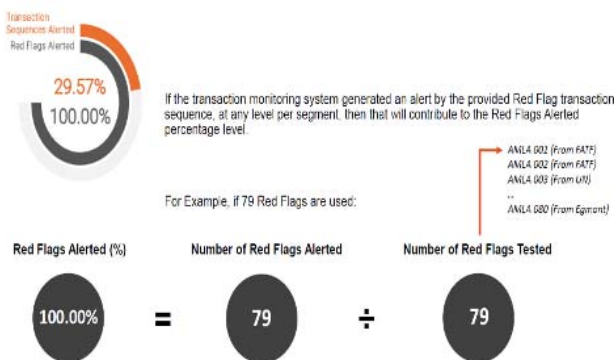 Transaction
Sequences Alerted
Red Flags Alerted
29.57%
100.00%
If the transaction monitoring system generated an alert by the provided Red Flag transaction
sequence, at any level per segment, then that will contribute to the Red Flags Alerted
percentage level.
AMLA 001 (From FATF)
AMLA 002 (From FATF)
AMLA 003 (From UN)
...
AMLA 080 (From Egmont)
For Example, if 79 Red Flags are used:
Red Flags Alerted (%)
Number of Red Flags Alerted
Number of Red Flags Tested
100.00% = 79 ÷ 79